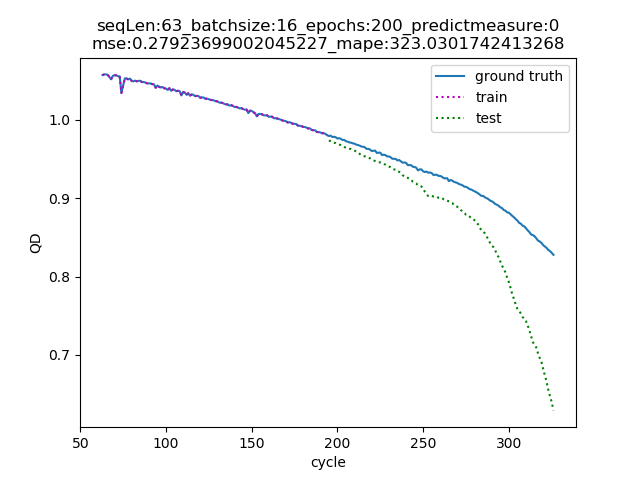 seqLen:63_batchsize:16_epochs:200_predictmeasure:0
mse:0.27923699002045227_mape:323.0301742413268
ground truth
train
test
1.0
0.9
0.8
0.7
QD
50 100 150 200 250 300
cycle